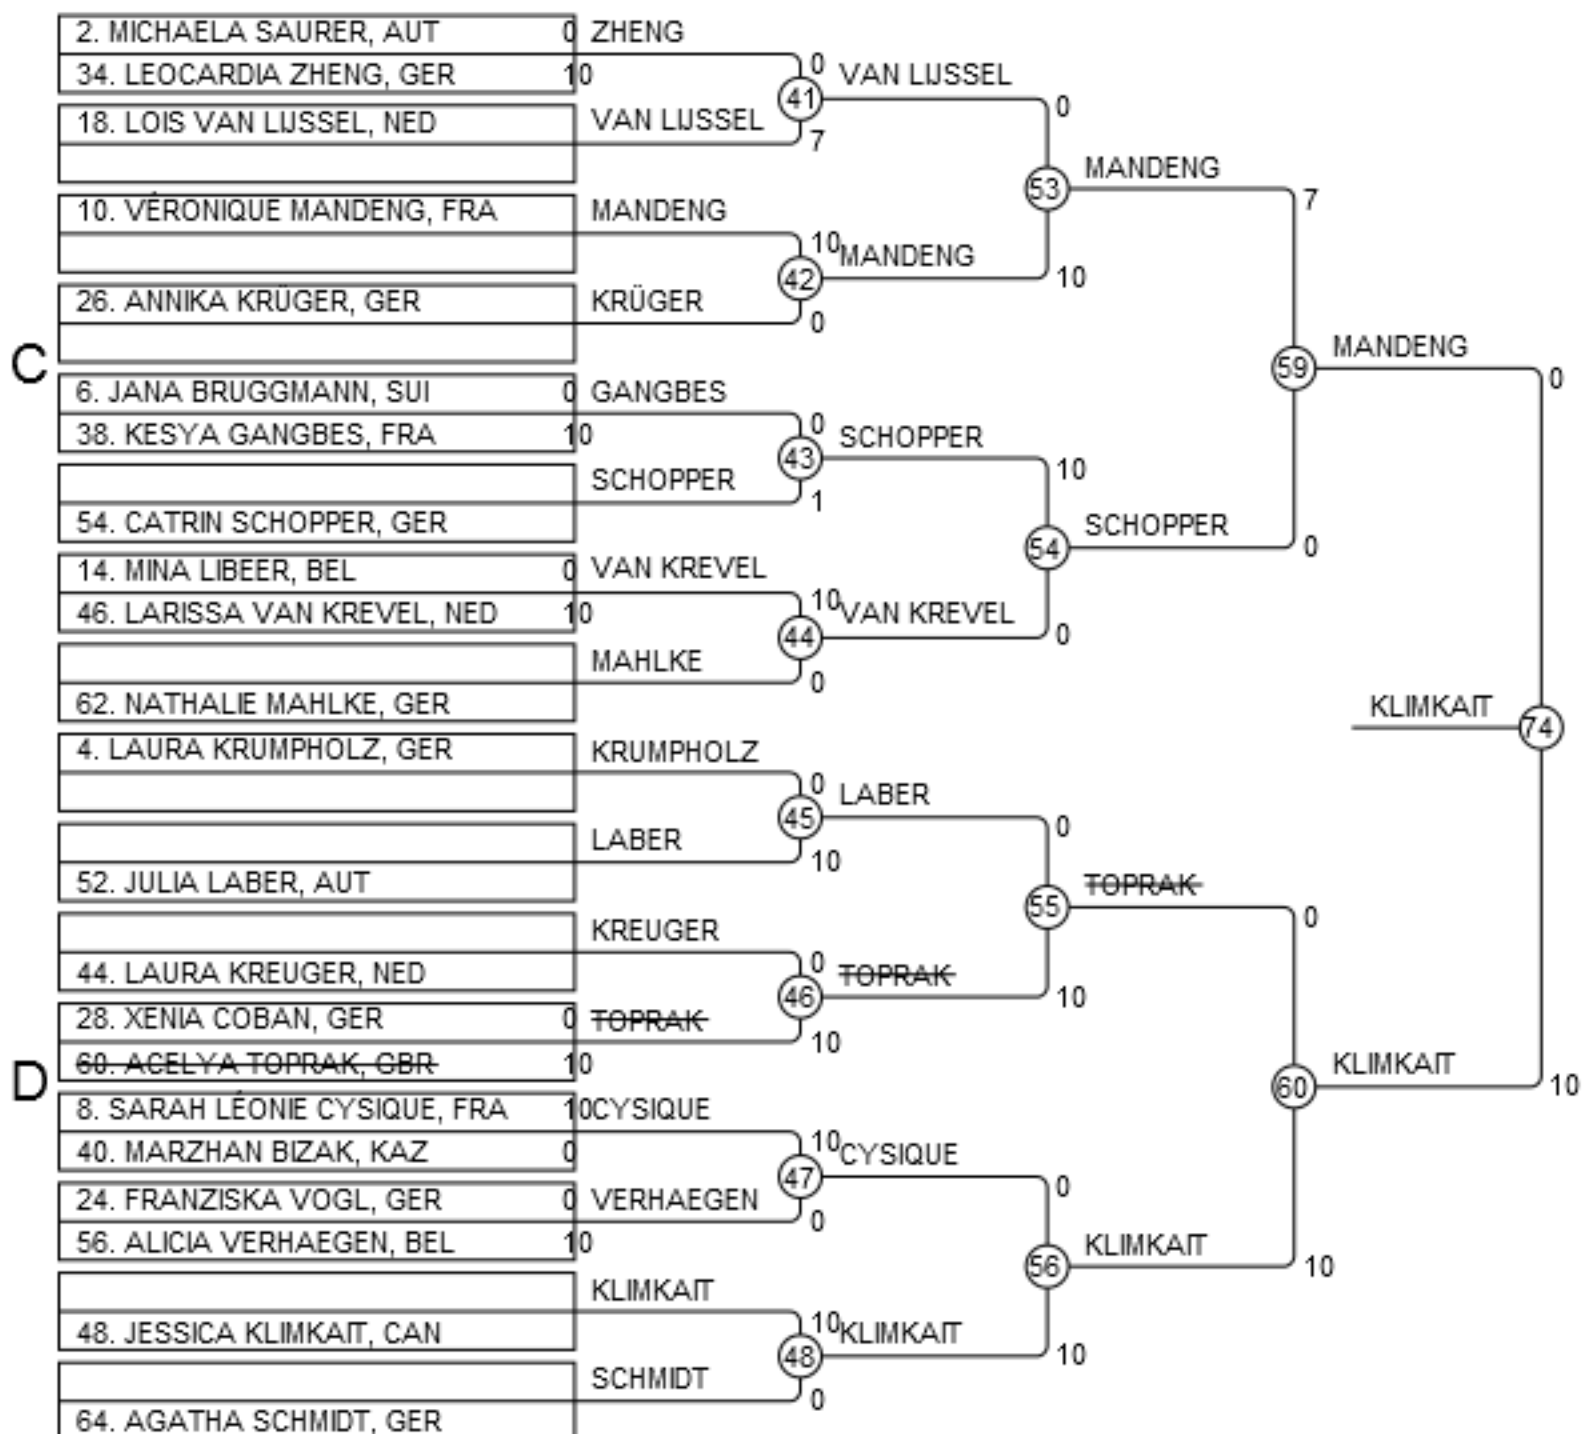 2. MICHAELA SAURER, AUT 0 ZHENG
0
34. LEOCARDIA ZHENG, GER 10 VAN LIJSSEL
41
0
18. LOIS VAN LIJSSEL, NED VAN LIJSSEL
7
MANDENG
53
7
10. VÉRONIQUE MANDENG, FRA MANDENG
10 MANDENG
42
10
26. ANNIKA KRÜGER, GER KRÜGER
0
C
MANDENG
59
0
6. JANA BRUGGMANN, SUI 0 GANGBES
0
38. KESYA GANGBES, FRA 10 SCHOPPER
43
10
SCHOPPER
1
54. CATRIN SCHOPPER, GER SCHOPPER
54
0
14. MINA LIBEER, BEL 0 VAN KREVEL
10 VAN KREVEL
46. LARISSA VAN KREVEL, NED 10
44
0
MAHLKE
0
62. NATHALIE MAHLKE, GER
KLIMKAIT
74
4. LAURA KRUMPHOLZ, GER KRUMPHOLZ
0
LABER
45
0
LABER
10
52. JULIA LABER, AUT TOPRAK
55
0
KREUGER
0
44. LAURA KREUGER, NED TOPRAK
46
10
28. XENIA COBAN, GER 0 TOPRAK
10
60. ACELYA TOPRAK, GBR 10 KLIMKAIT
D
60
10
8. SARAH LÉONIE CYSIQUE, FRA 10 CYSIQUE
10 CYSIQUE
40. MARZHAN BIZAK, KAZ 0
47
0
24. FRANZISKA VOGL, GER 0 VERHAEGEN
0
56. ALICIA VERHAEGEN, BEL 10 KLIMKAIT
56
10
KLIMKAIT
10 KLIMKAIT
48. JESSICA KLIMKAIT, CAN
48
10
SCHMIDT
0
64. AGATHA SCHMIDT, GER